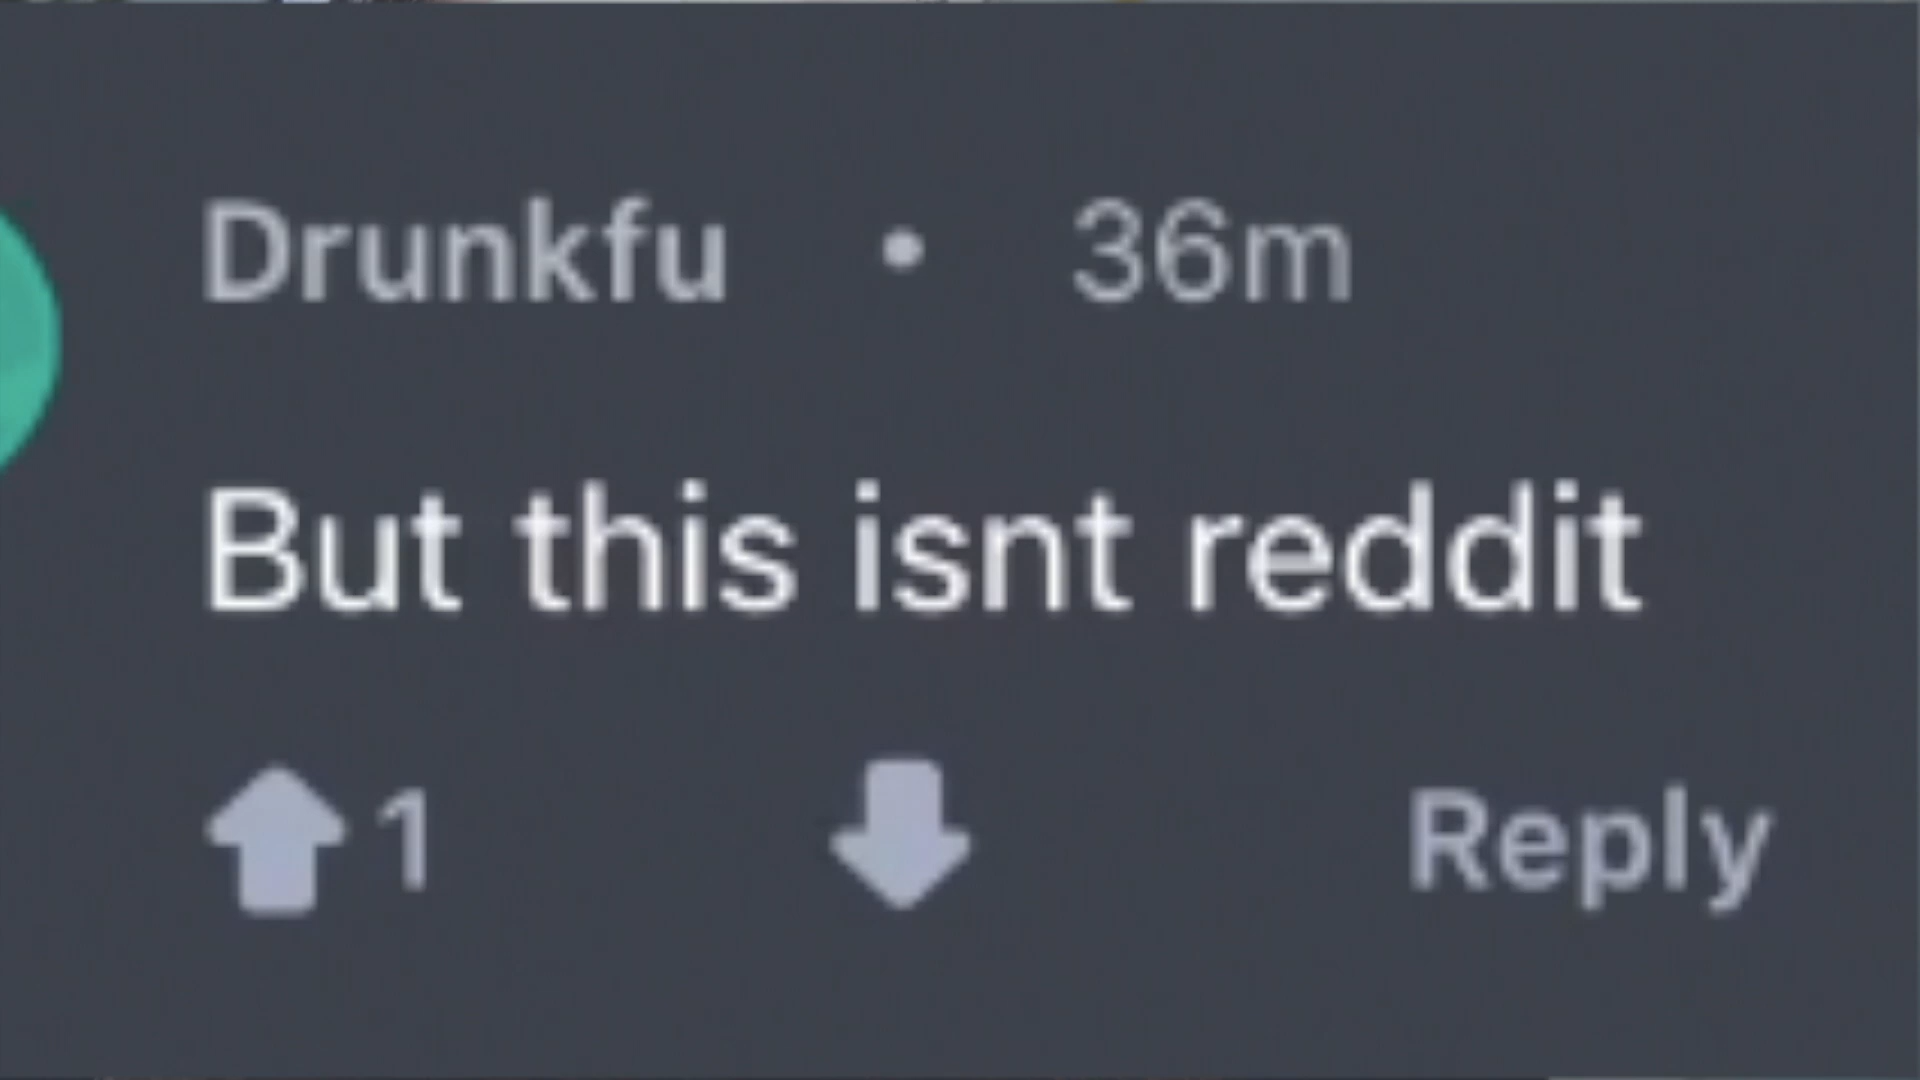 Drunkfu • 36m
But this isnt reddit
1 Reply